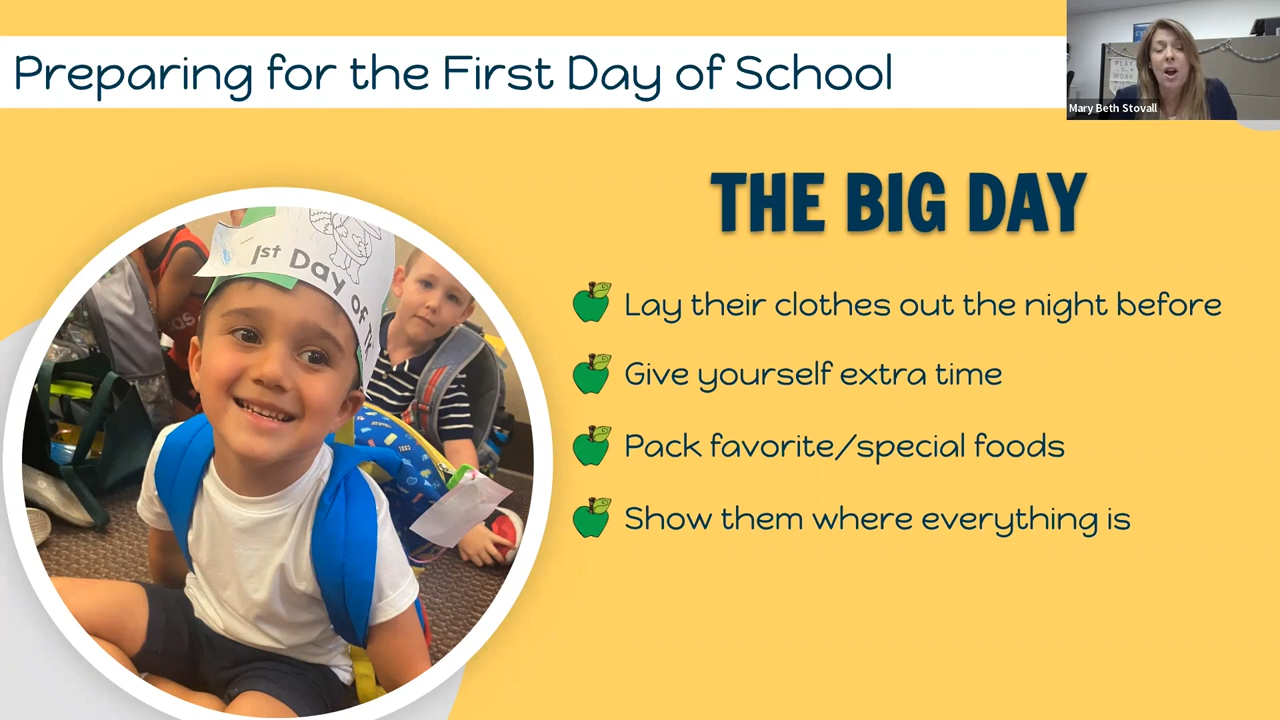 Preparing for the First Day of School
Mary Beth Stovall
THE BIG DAY
Lay their clothes out the night before
Give yourself extra time
Pack favorite/special foods
Show them where everything is
1st Day of